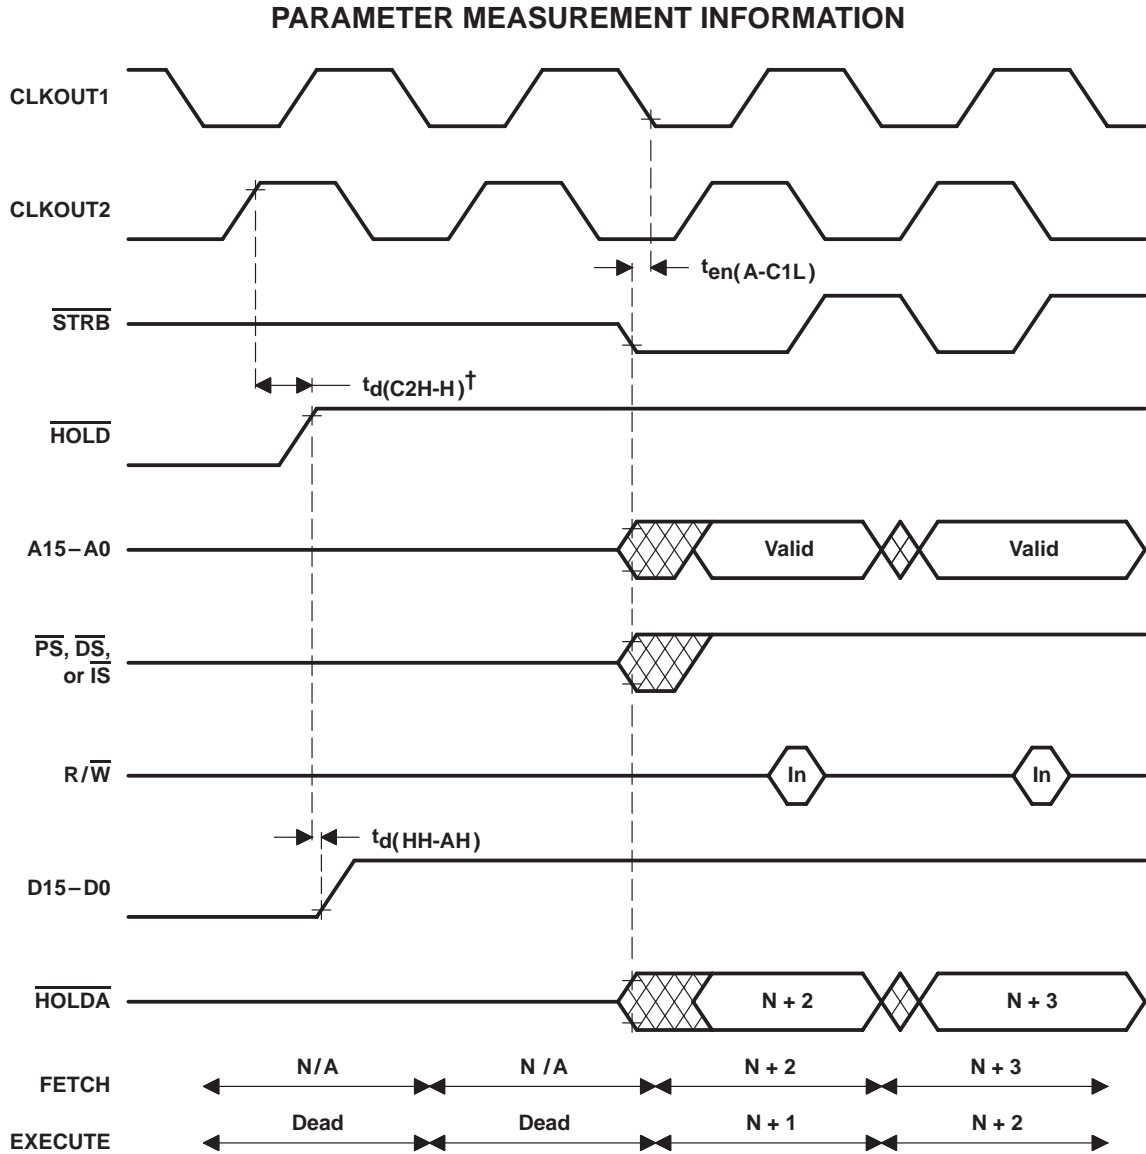 PARAMETER MEASUREMENT INFORMATION
CLKOUT1
CLKOUT2
ten(A-C1L)
STRB
td(C2H-H)†
HOLD
A15–A0
Valid
Valid
PS, DS,
or IS
R/W
In
In
td(HH-AH)
D15–D0
HOLDA
N + 2
N + 3
FETCH
N/A
N /A
N + 2
N + 3
EXECUTE
Dead
Dead
N + 1
N + 2